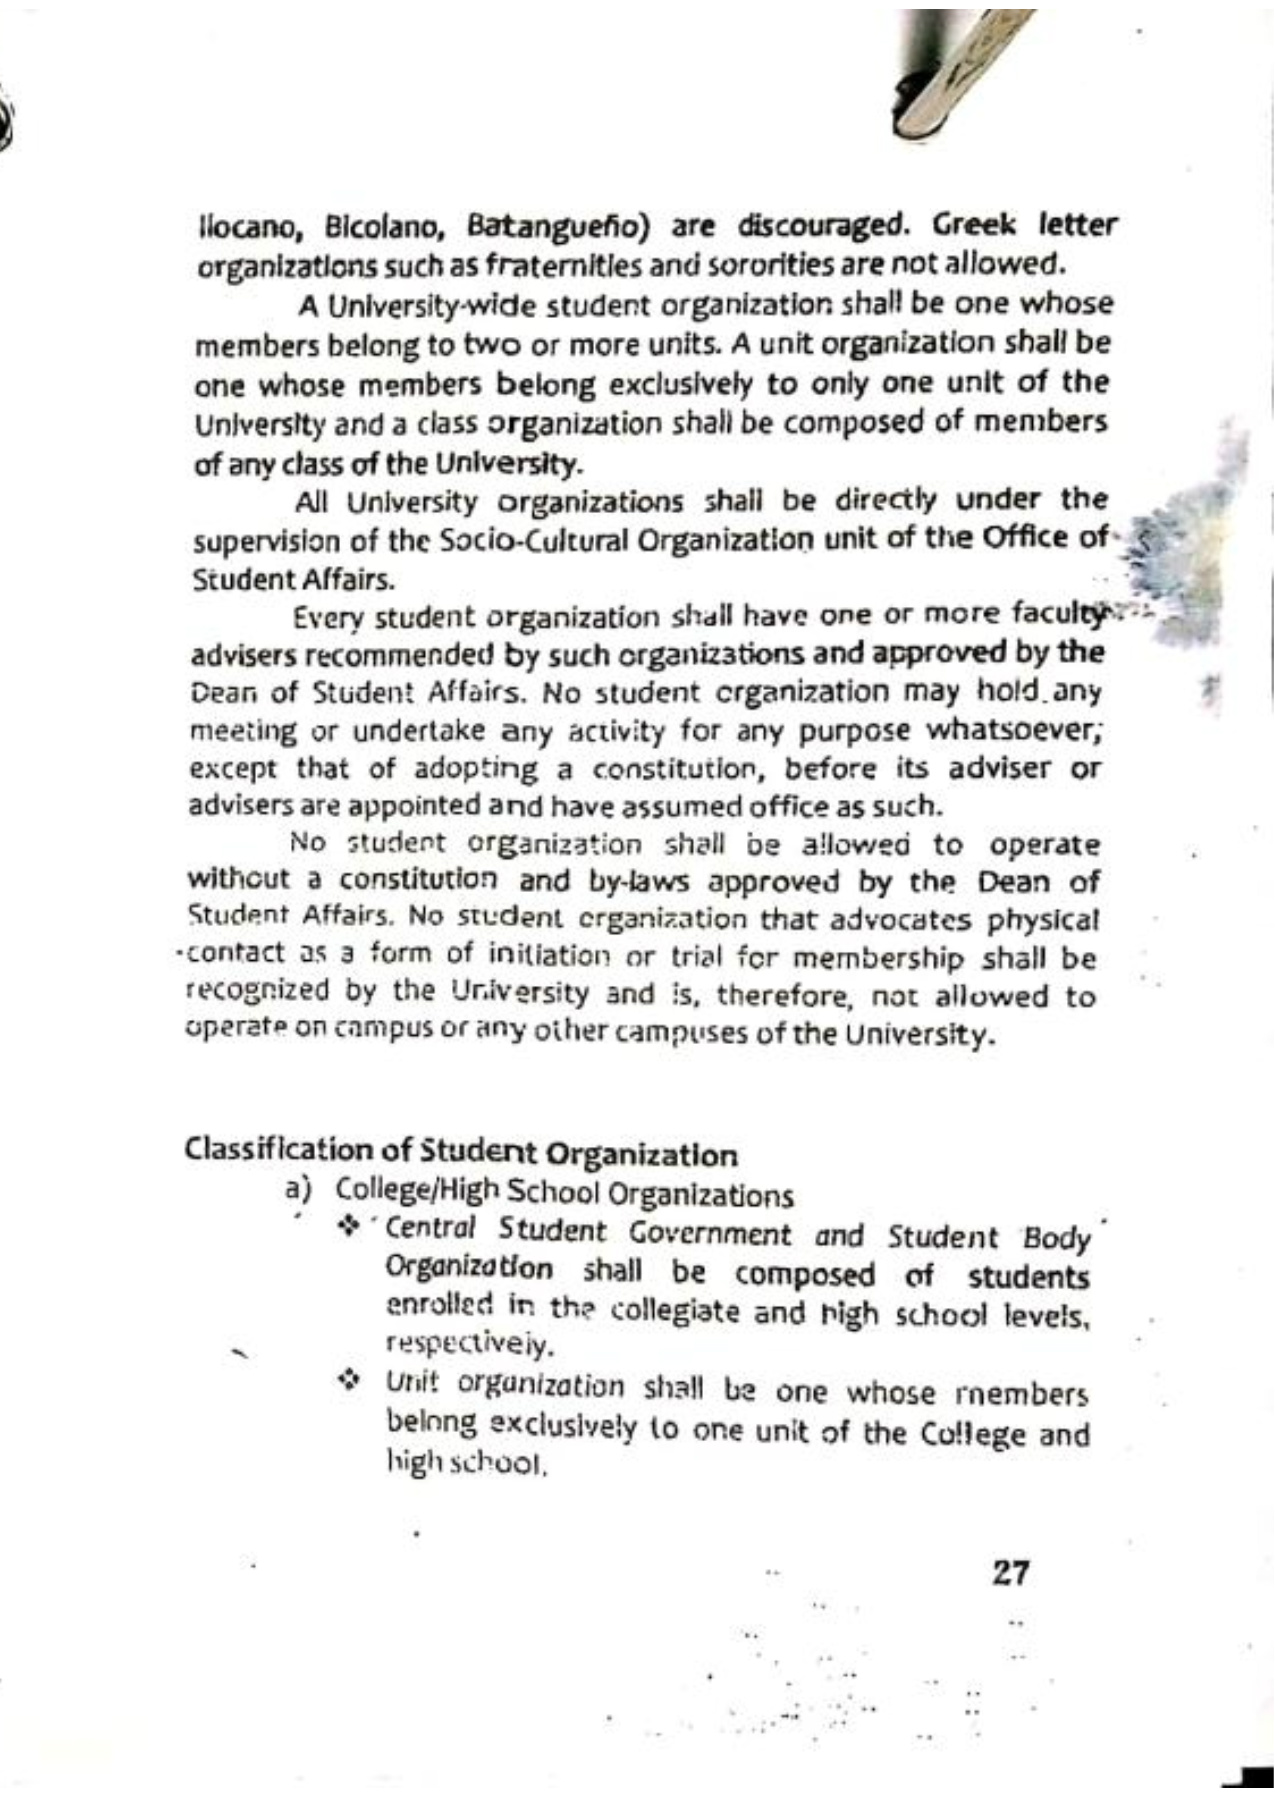 Ilocano, Bicolano, Batangueño) are discouraged. Greek letter
organizations such as fraternities and sororities are not allowed.
A University-wide student organization shall be one whose
members belong to two or more units. A unit organization shall be
one whose members belong exclusively to only one unit of the
University and a class organization shall be composed of members
of any class of the University.
All University organizations shall be directly under the
supervision of the Socio-Cultural Organization unit of the Office of
Student Affairs.
Every student organization shall have one or more faculty
advisers recommended by such organizations and approved by the
Dean of Student Affairs. No student organization may hold any
meeting or undertake any activity for any purpose whatsoever;
except that of adopting a constitution, before its adviser or
advisers are appointed and have assumed office as such.
No student organization shall be allowed to operate
without a constitution and by-laws approved by the Dean of
Student Affairs. No student organization that advocates physical
contact as a form of initiation or trial for membership shall be
recognized by the University and is, therefore, not allowed to
operate on campus or any other campuses of the University.
Classification of Student Organization
a) College/High School Organizations
❖ Central Student Government and Student Body
Organization shall be composed of students
enrolled in the collegiate and high school levels,
respectively.
❖ Unit organization shall be one whose members
belong exclusively to one unit of the College and
high school.
27